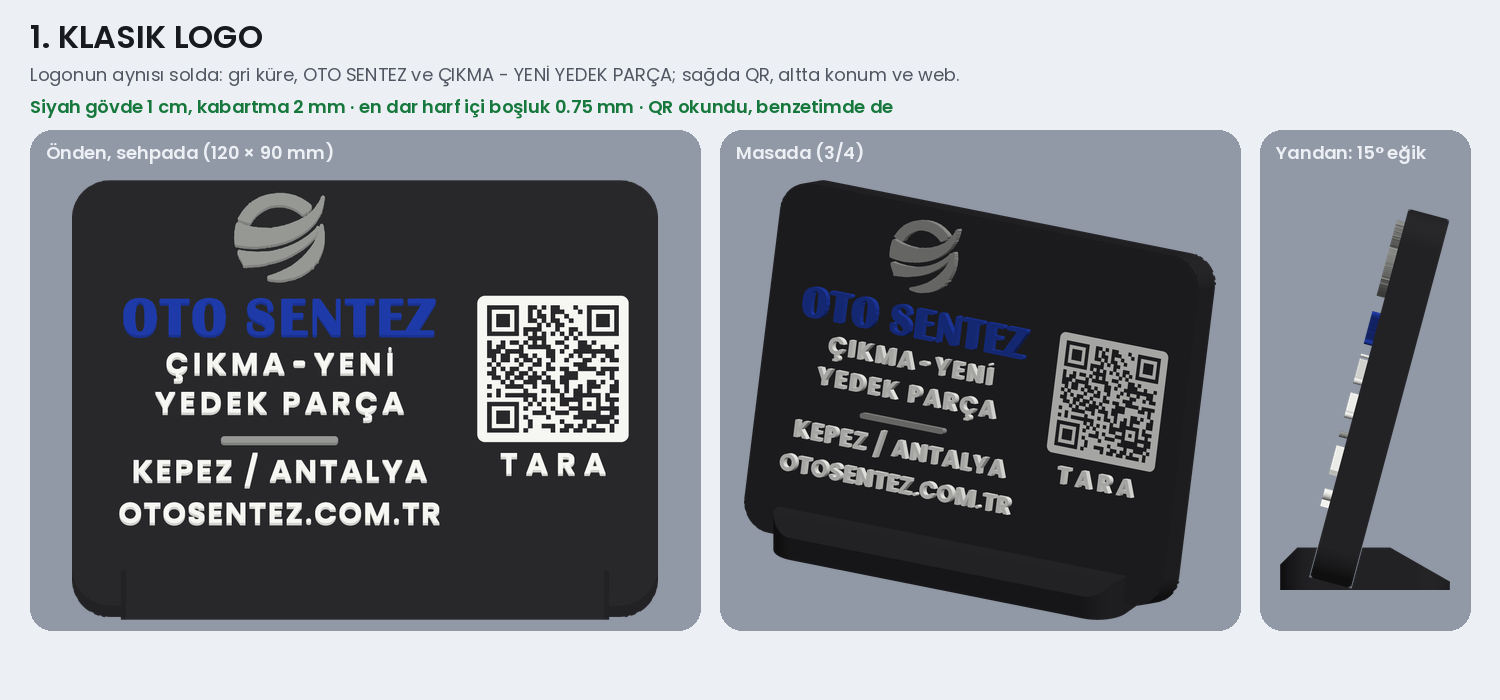 1. KLASIK LOGO
Logonun aynısı solda: gri küre, OTO SENTEZ ve ÇIKMA - YENİ YEDEK PARÇA; sağda QR, altta konum ve web.
Siyah gövde 1 cm, kabartma 2 mm · en dar harf içi boşluk 0.75 mm · QR okundu, benzetimde de
Önden, sehpada (120 × 90 mm)
OTO SENTEZ
ÇIKMA-YENİ
YEDEK PARÇA
KEPEZ / ANTALYA
OTOSENTEZ.COM.TR
TARA
Masada (3/4)
OTO SENTEZ
ÇIKMA-YENİ
YEDEK PARÇA
KEPEZ / ANTALYA
OTOSENTEZ.COM.TR
TARA
Yandan: 15° eğik